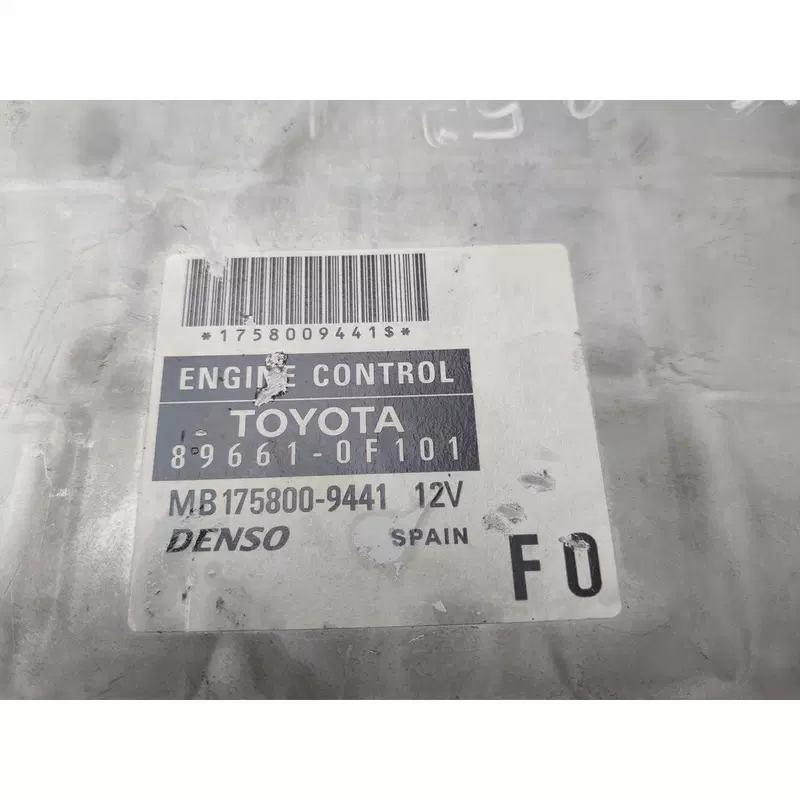 *1758009441$*
ENGINE CONTROL
TOYOTA
89661-0F101
MB175800-9441 12V
DENSO SPAIN
F0